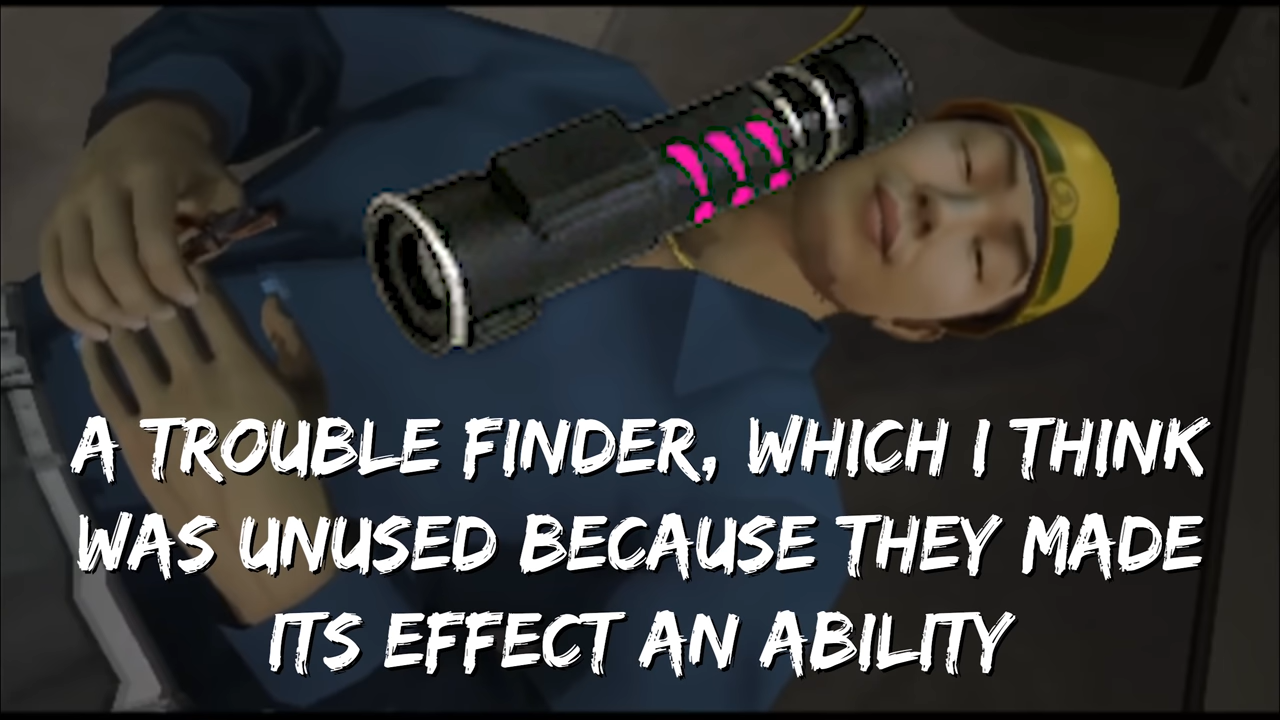 A TROUBLE FINDER, WHICH I THINK
WAS UNUSED BECAUSE THEY MADE
ITS EFFECT AN ABILITY